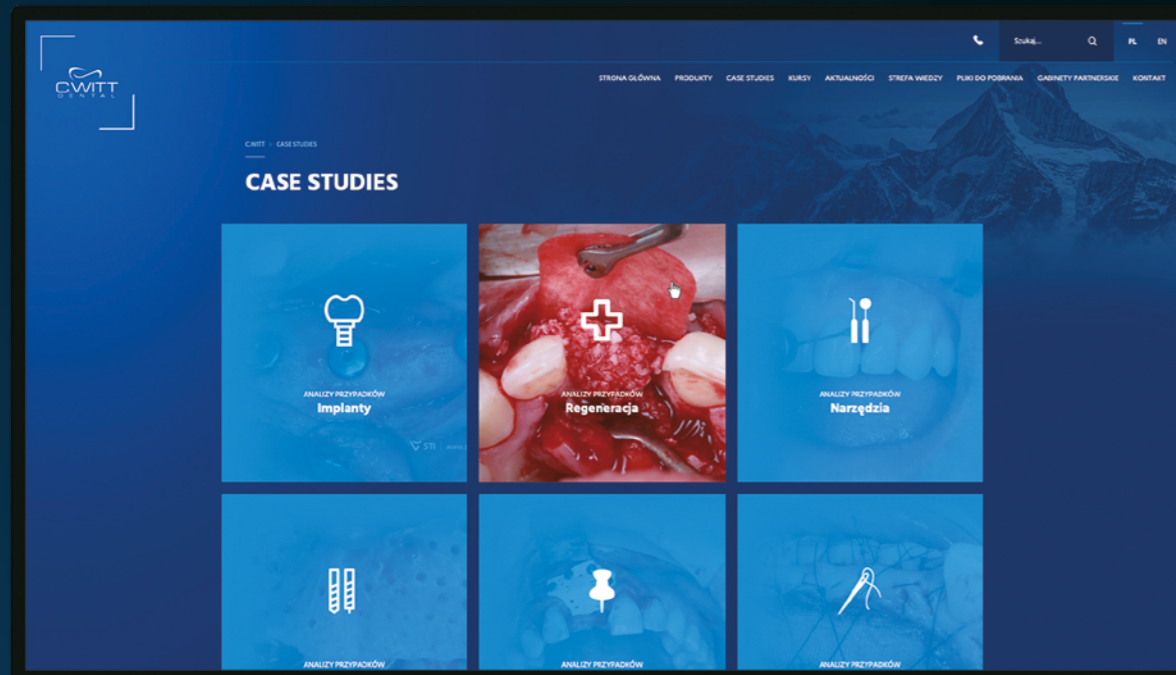 Szukaj...
PL EN
CWITT
DENTAL
STRONA GŁÓWNA PRODUKTY CASE STUDIES KURSY AKTUALNOŚCI STREFA WIEDZY PLIKI DO POBRANIA GABINETY PARTNERSKIE KONTAKT
CWITT > CASE STUDIES
CASE STUDIES
ANALIZY PRZYPADKÓW
Implanty
STI
ANALIZY PRZYPADKÓW
Regeneracja
ANALIZY PRZYPADKÓW
Narzędzia
ANALIZY PRZYPADKÓW
ANALIZY PRZYPADKÓW
ANALIZY PRZYPADKÓW